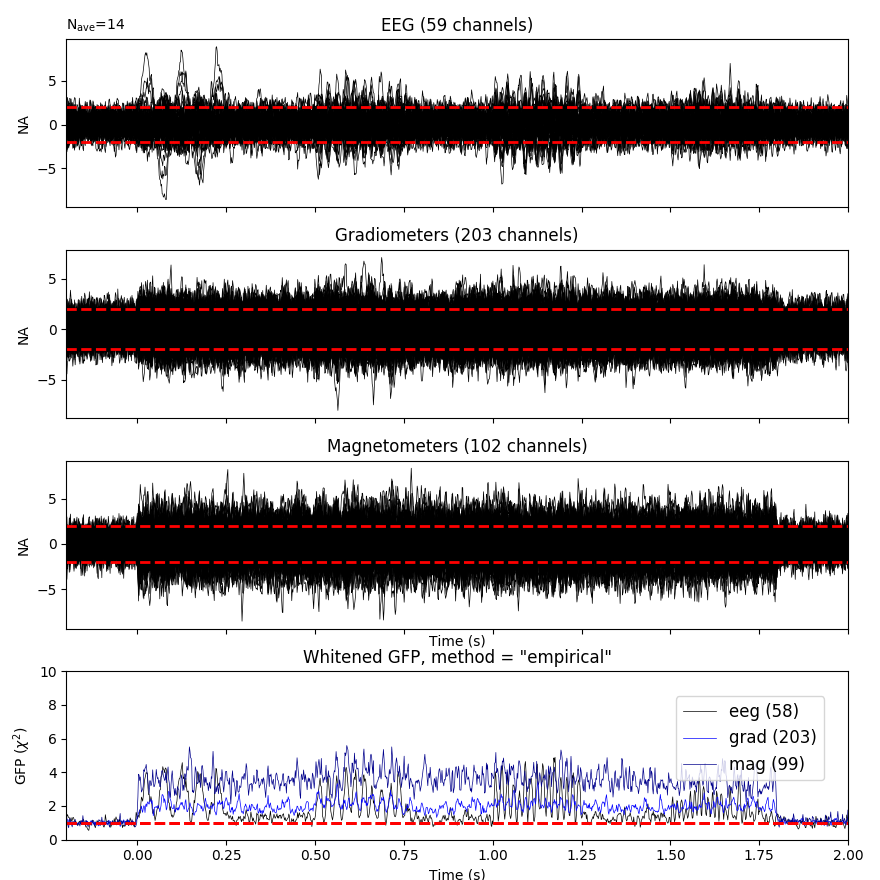 N_ave=14
EEG (59 channels)
5
0
−5
NA
Gradiometers (203 channels)
5
0
−5
NA
Magnetometers (102 channels)
5
0
−5
NA
Time (s)
Whitened GFP, method = "empirical"
10
8
6
4
2
0
GFP (χ²)
eeg (58)
grad (203)
mag (99)
0.00 0.25 0.50 0.75 1.00 1.25 1.50 1.75 2.00
Time (s)